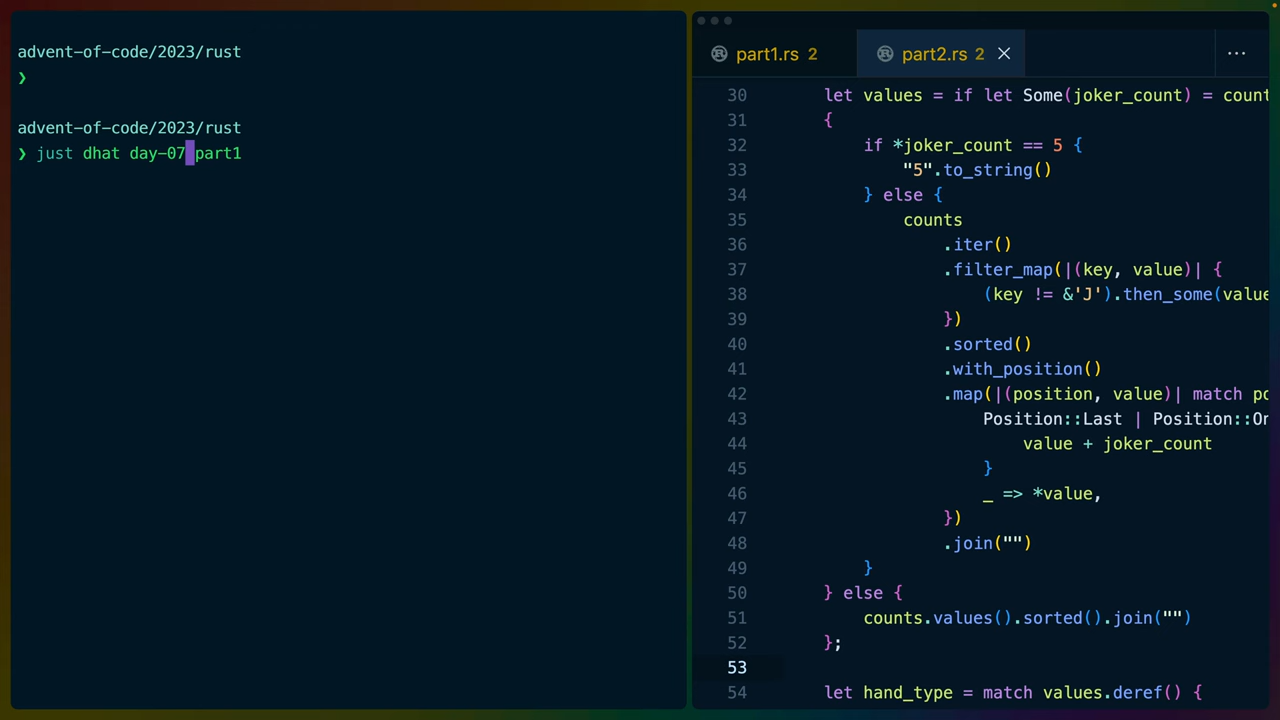 advent-of-code/2023/rust
❯
advent-of-code/2023/rust
❯ just dhat day-07 part1
part1.rs 2
part2.rs 2 ×
···
30 let values = if let Some(joker_count) = count
31 {
32 if *joker_count == 5 {
33 "5".to_string()
34 } else {
35 counts
36 .iter()
37 .filter_map(|(key, value)| {
38 (key != &'J').then_some(value
39 })
40 .sorted()
41 .with_position()
42 .map(|(position, value)| match po
43 Position::Last | Position::On
44 value + joker_count
45 }
46 _ => *value,
47 })
48 .join("")
49 }
50 } else {
51 counts.values().sorted().join("")
52 };
53
54 let hand_type = match values.deref() {